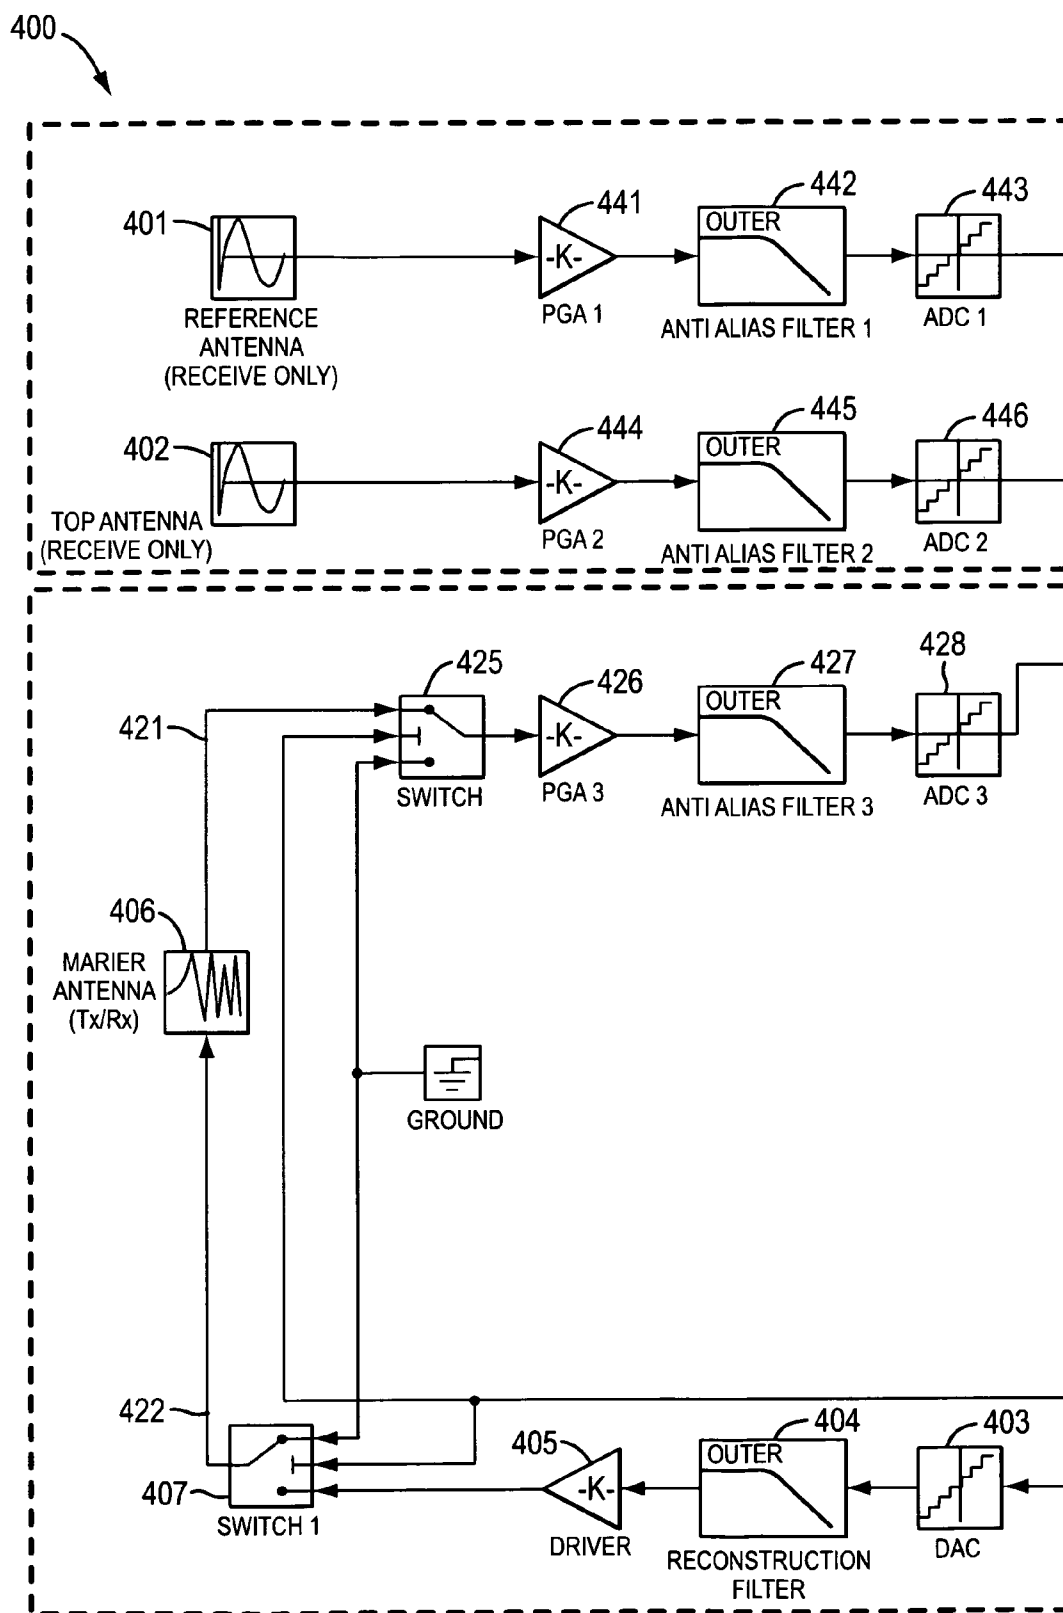 400
401
REFERENCE
ANTENNA
(RECEIVE ONLY)
441
-K-
PGA 1
442
OUTER
ANTI ALIAS FILTER 1
443
ADC 1
402
TOP ANTENNA
(RECEIVE ONLY)
444
-K-
PGA 2
445
OUTER
ANTI ALIAS FILTER 2
446
ADC 2
421
425
SWITCH
426
-K-
PGA 3
427
OUTER
ANTI ALIAS FILTER 3
428
ADC 3
406
MARIER
ANTENNA
(Tx/Rx)
GROUND
422
407
SWITCH 1
405
-K-
DRIVER
404
OUTER
RECONSTRUCTION
FILTER
403
DAC